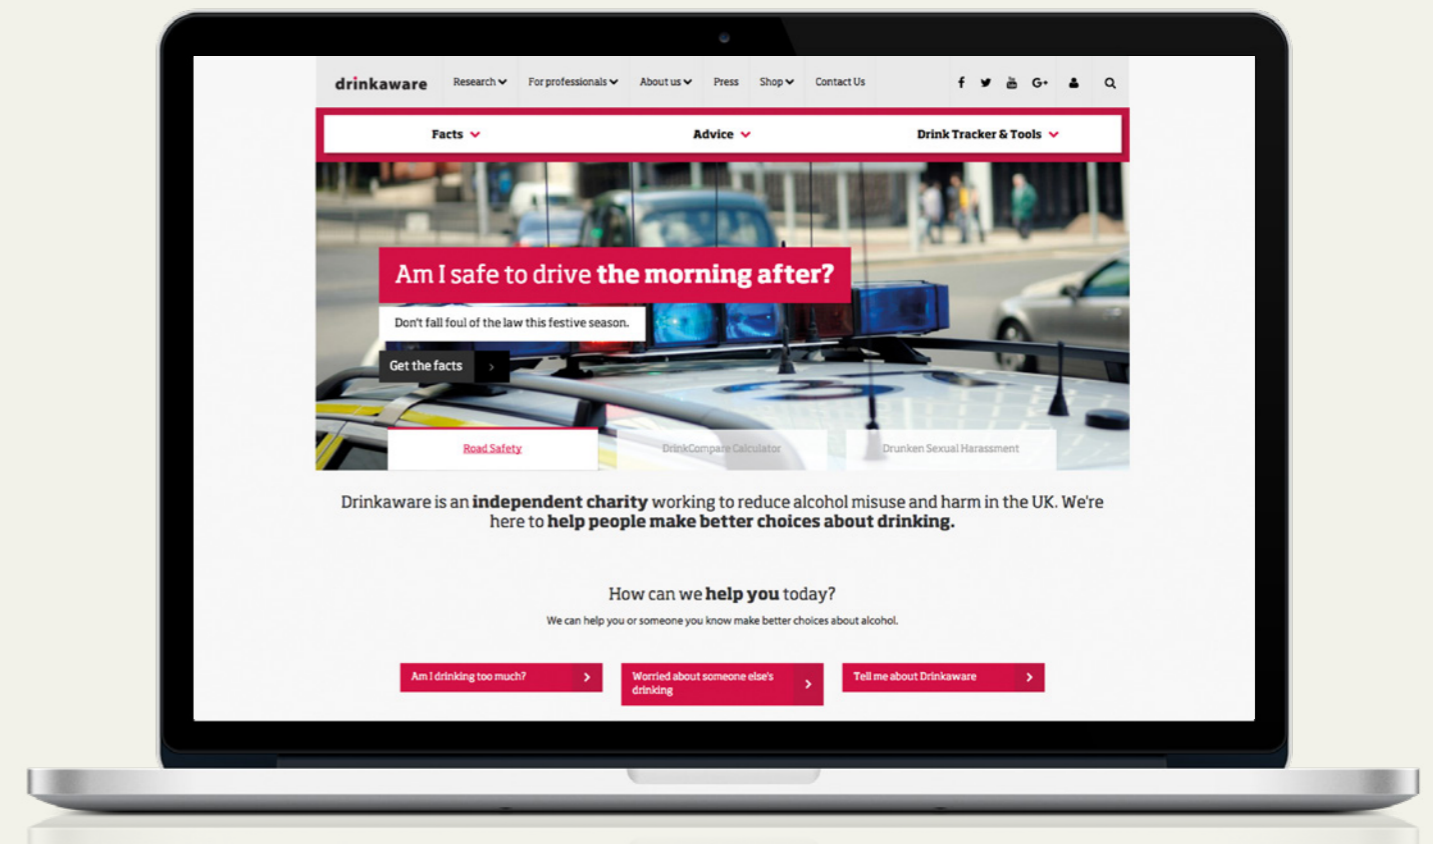 drinkaware
Research
For professionals
About us
Press
Shop
Contact Us
Facts
Advice
Drink Tracker & Tools
Am I safe to drive the morning after?
Don't fall foul of the law this festive season.
Get the facts
Road Safety
DrinkCompare Calculator
Drunken Sexual Harassment
Drinkaware is an independent charity working to reduce alcohol misuse and harm in the UK. We're
here to help people make better choices about drinking.
How can we help you today?
We can help you or someone you know make better choices about alcohol.
Am I drinking too much?
Worried about someone else's
drinking
Tell me about Drinkaware